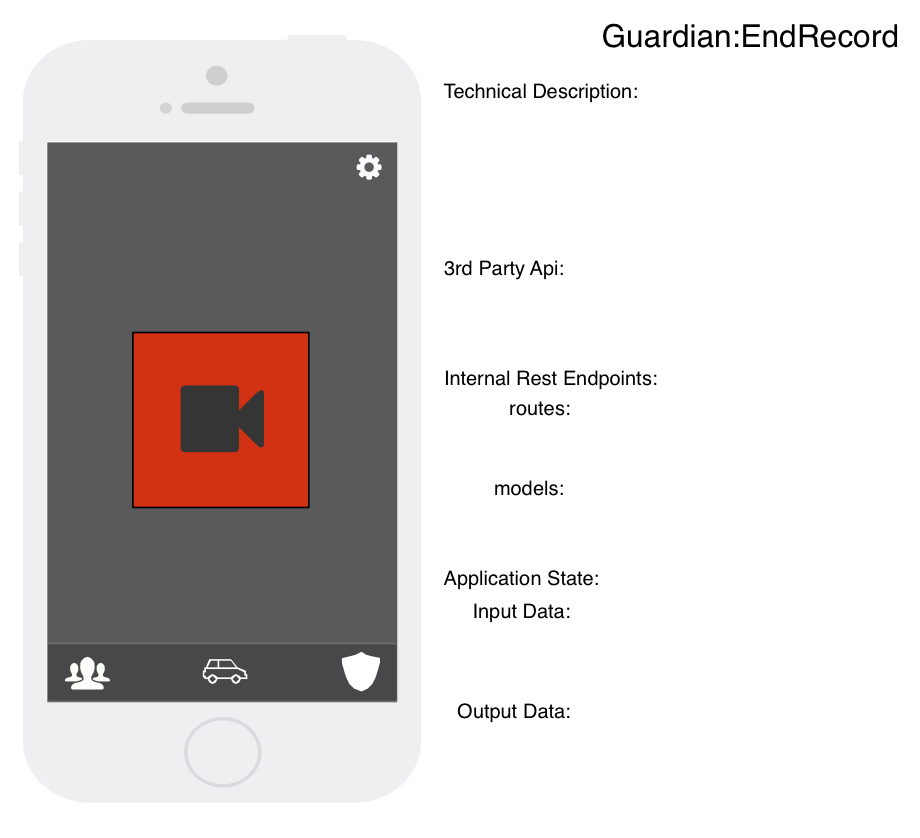 Guardian:EndRecord
Technical Description:
3rd Party Api:
Internal Rest Endpoints:
routes:
models:
Application State:
Input Data:
Output Data: